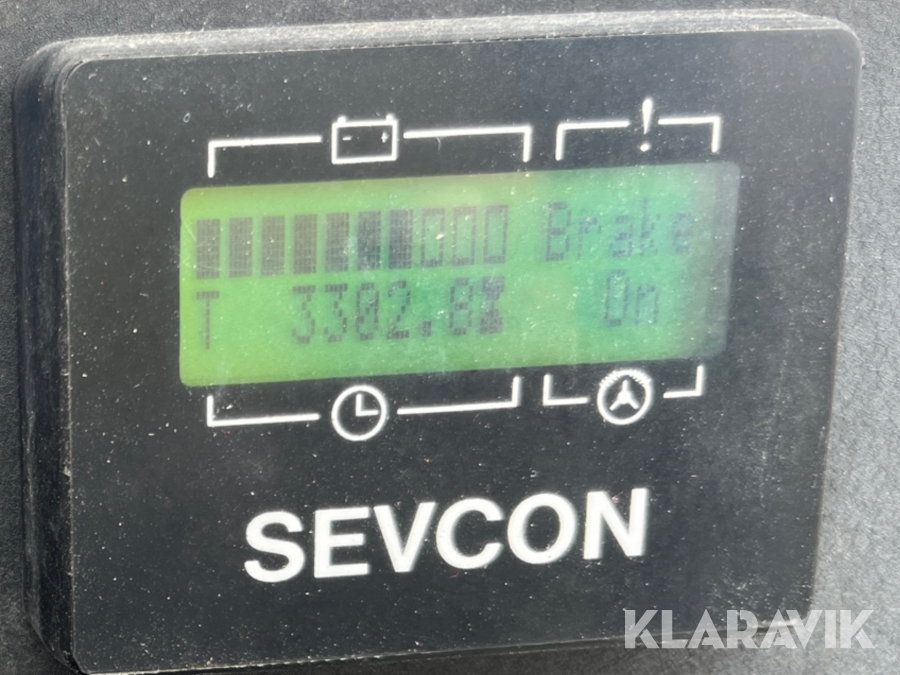 Brake
T 3302.8
On
SEVCON
KLARAVIK